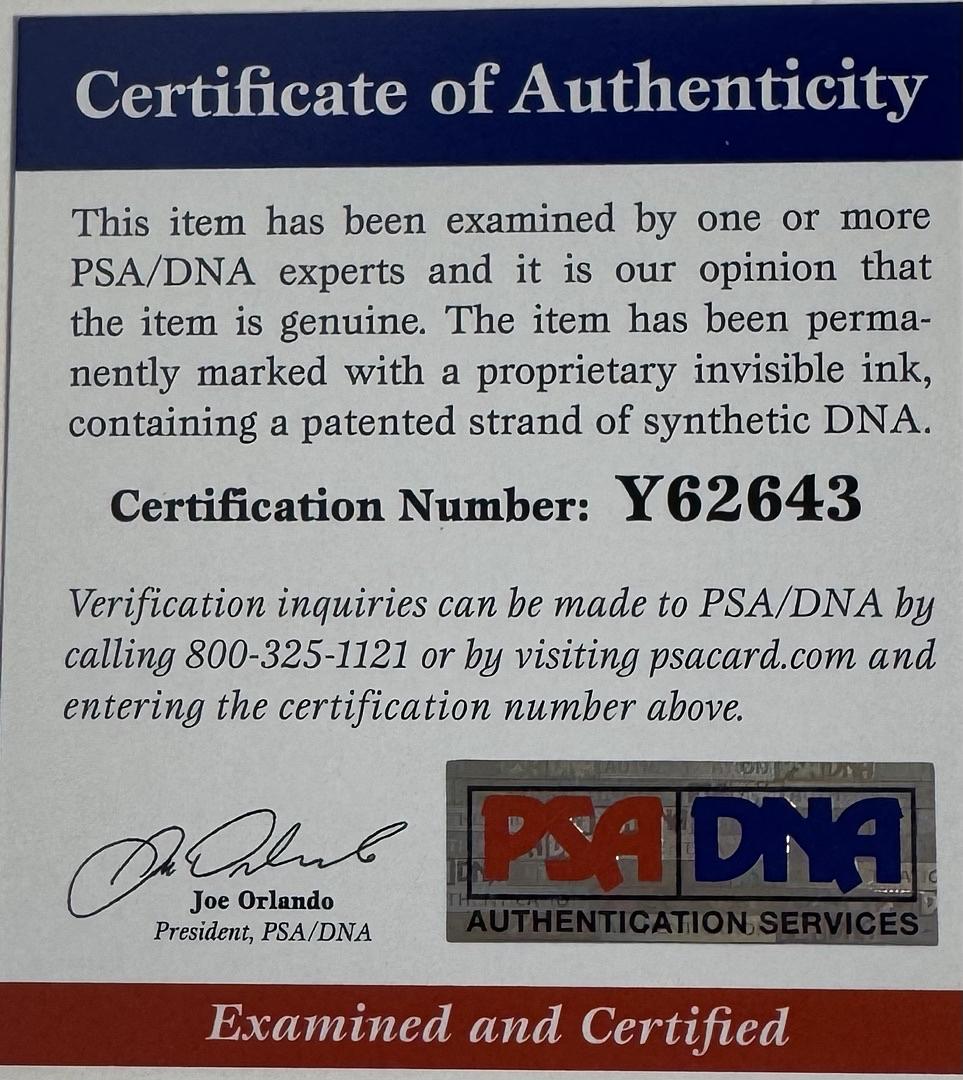 Certificate of Authenticity
This item has been examined by one or more
PSA/DNA experts and it is our opinion that
the item is genuine. The item has been perma-
nently marked with a proprietary invisible ink,
containing a patented strand of synthetic DNA.
Certification Number: Y62643
Verification inquiries can be made to PSA/DNA by
calling 800-325-1121 or by visiting psacard.com and
entering the certification number above.
Joe Orlando
President, PSA/DNA
PSA DNA
AUTHENTICATION SERVICES
Examined and Certified